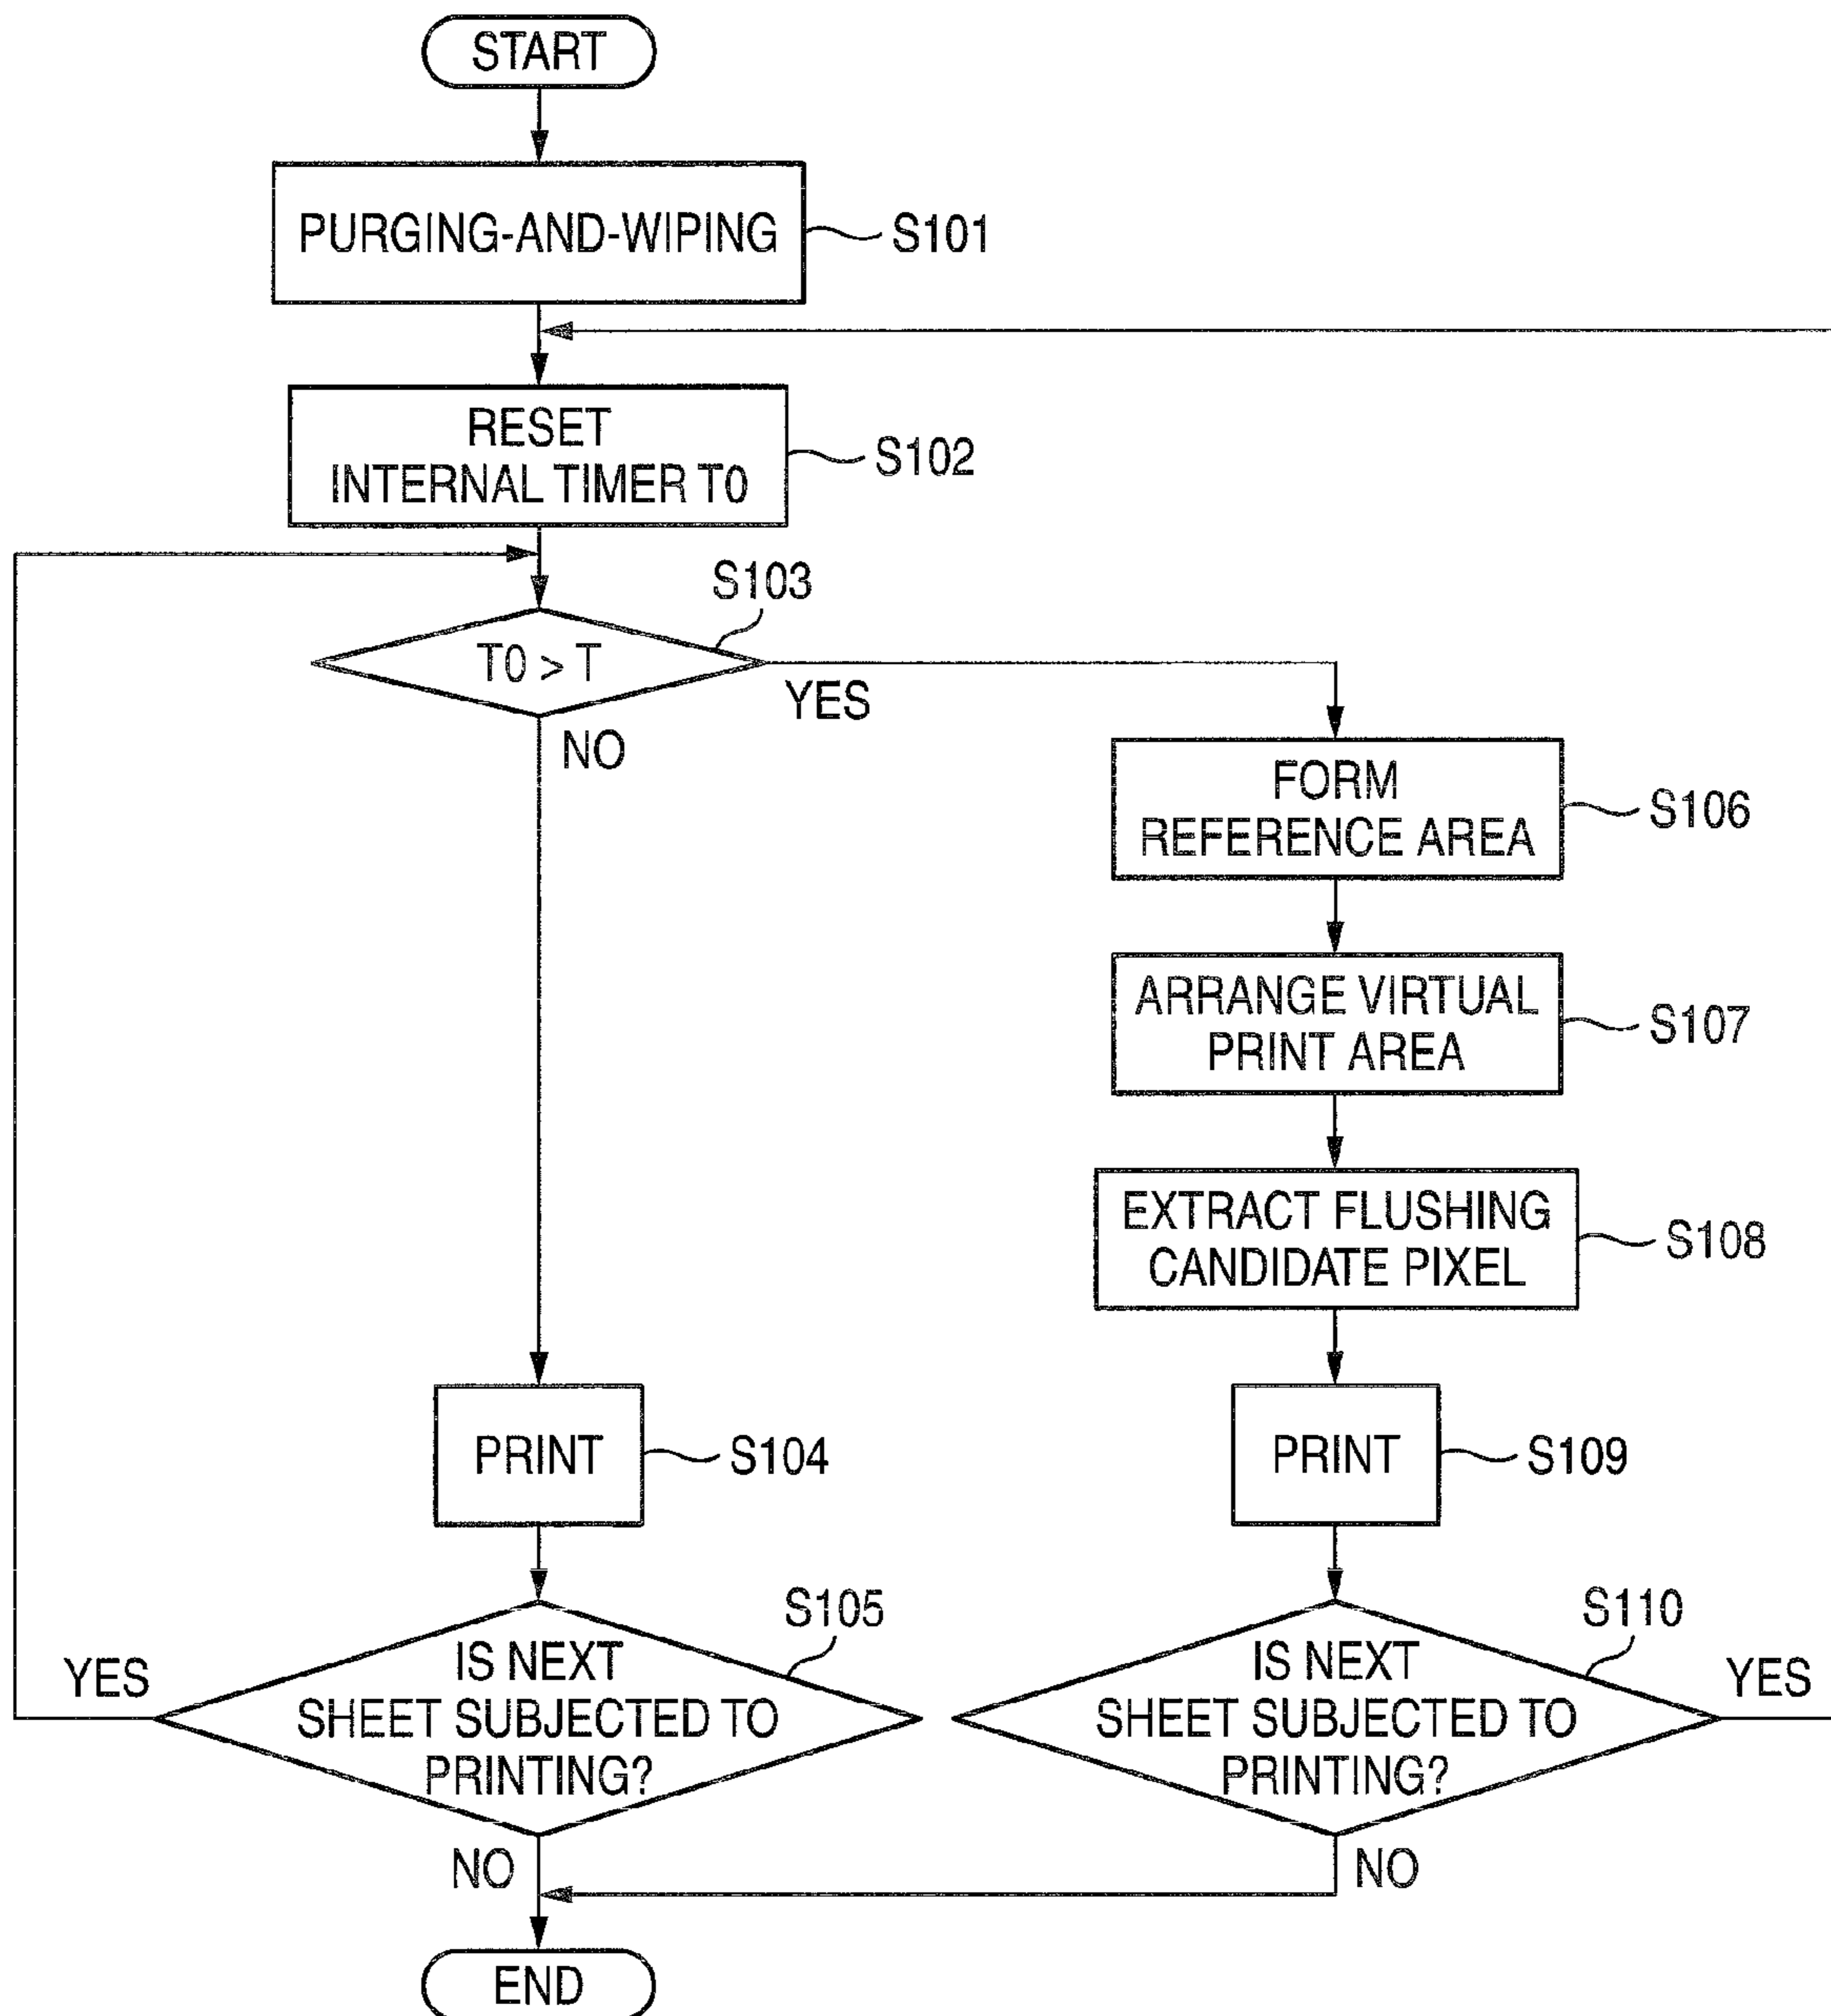 START
PURGING-AND-WIPING
S101
RESET
INTERNAL TIMER T0
S102
S103
T0 > T
YES
NO
FORM
REFERENCE AREA
S106
ARRANGE VIRTUAL
PRINT AREA
S107
EXTRACT FLUSHING
CANDIDATE PIXEL
S108
PRINT
S104
PRINT
S109
S105
IS NEXT
SHEET SUBJECTED TO
PRINTING?
YES
NO
S110
IS NEXT
SHEET SUBJECTED TO
PRINTING?
YES
NO
END